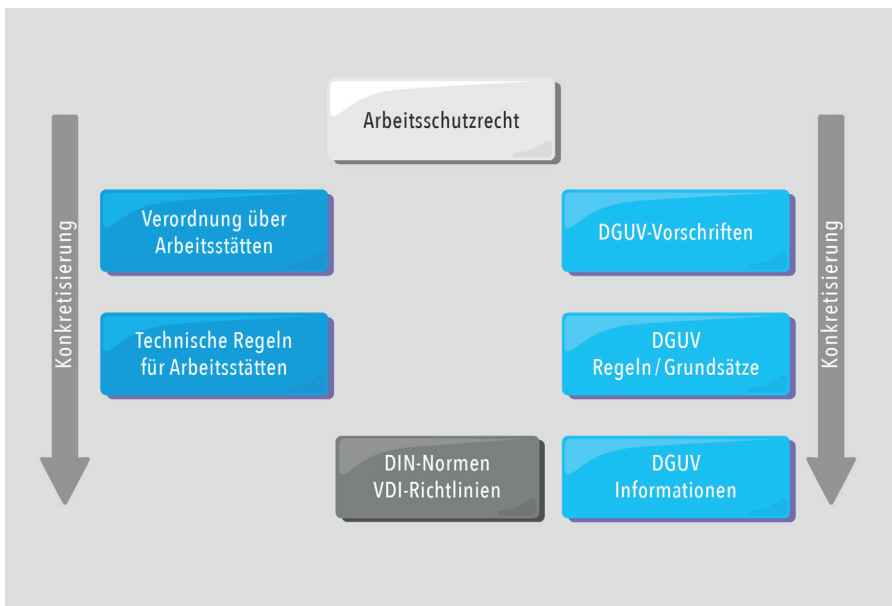 Arbeitsschutzrecht
Konkretisierung
Verordnung über
Arbeitsstätten
DGUV-Vorschriften
Konkretisierung
Technische Regeln
für Arbeitsstätten
DGUV
Regeln / Grundsätze
DIN-Normen
VDI-Richtlinien
DGUV
Informationen